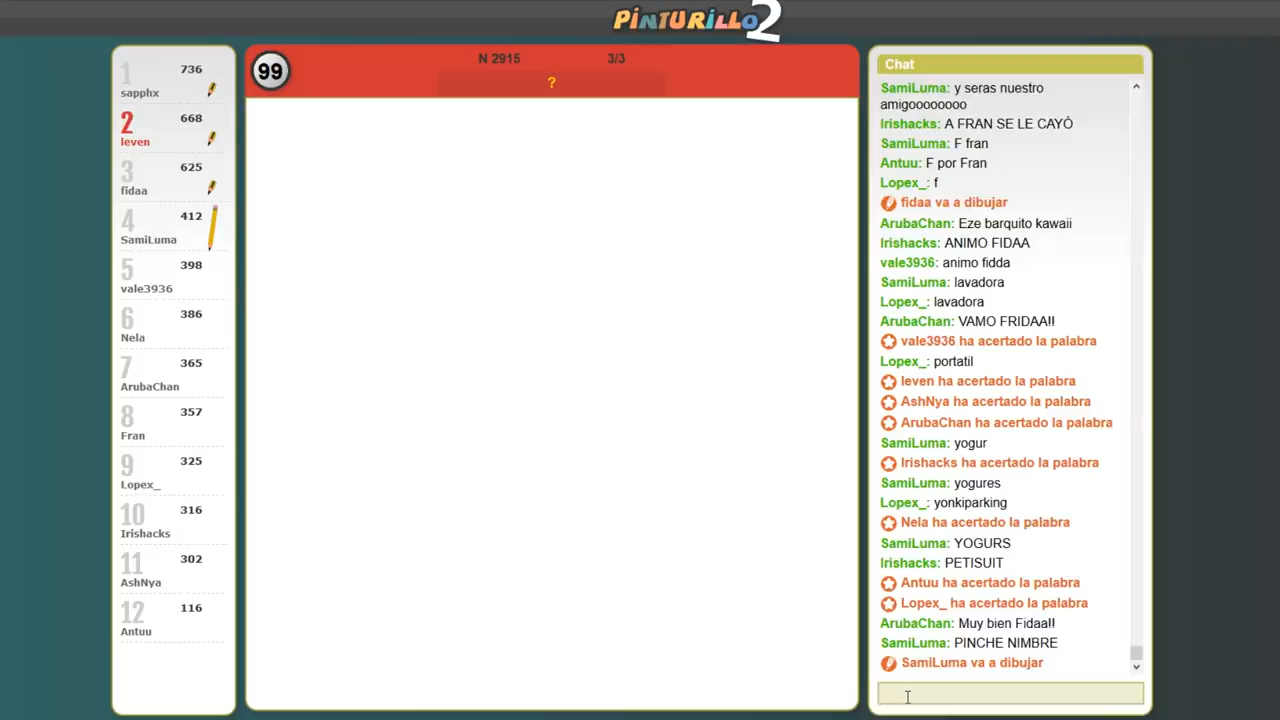 PINTURILLO 2
1 736
sapphx
2 668
leven
3 625
fidaa
4 412
SamiLuma
5 398
vale3936
6 386
Nela
7 365
ArubaChan
8 357
Fran
9 325
Lopex_
10 316
Irishacks
11 302
AshNya
12 116
Antuu
99
N 2915 3/3
?
Chat
SamiLuma: y seras nuestro
amigoooooooo
Irishacks: A FRAN SE LE CAYÓ
SamiLuma: F fran
Antuu: F por Fran
Lopex_: f
fidaa va a dibujar
ArubaChan: Eze barquito kawaii
Irishacks: ANIMO FIDAA
vale3936: animo fidda
SamiLuma: lavadora
Lopex_: lavadora
ArubaChan: VAMO FRIDAA!!
vale3936 ha acertado la palabra
Lopex_: portatil
leven ha acertado la palabra
AshNya ha acertado la palabra
ArubaChan ha acertado la palabra
SamiLuma: yogur
Irishacks ha acertado la palabra
SamiLuma: yogures
Lopex_: yonkiparking
Nela ha acertado la palabra
SamiLuma: YOGURS
Irishacks: PETISUIT
Antuu ha acertado la palabra
Lopex_ ha acertado la palabra
ArubaChan: Muy bien Fidaa!!
SamiLuma: PINCHE NIMBRE
SamiLuma va a dibujar